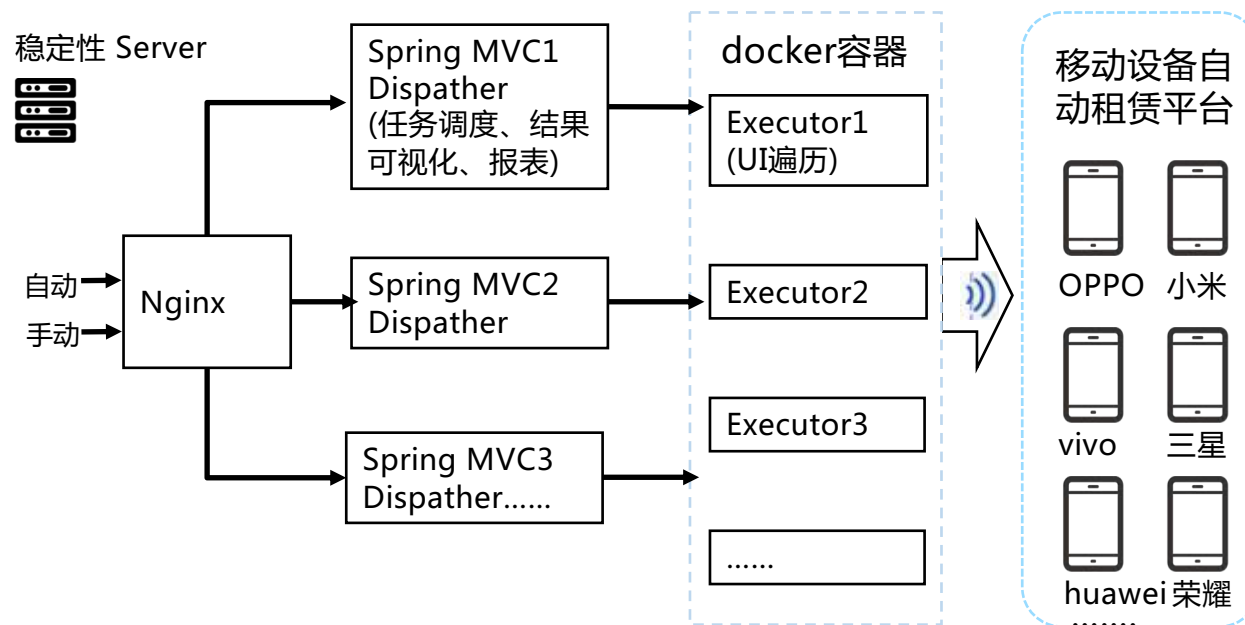 稳定性 Server
自动
手动
Nginx
Spring MVC1
Dispather
(任务调度、结果
可视化、报表)
Spring MVC2
Dispather
Spring MVC3
Dispather......
docker容器
Executor1
(UI遍历)
Executor2
Executor3
......
移动设备自
动租赁平台
OPPO 小米
vivo 三星
huawei 荣耀
........